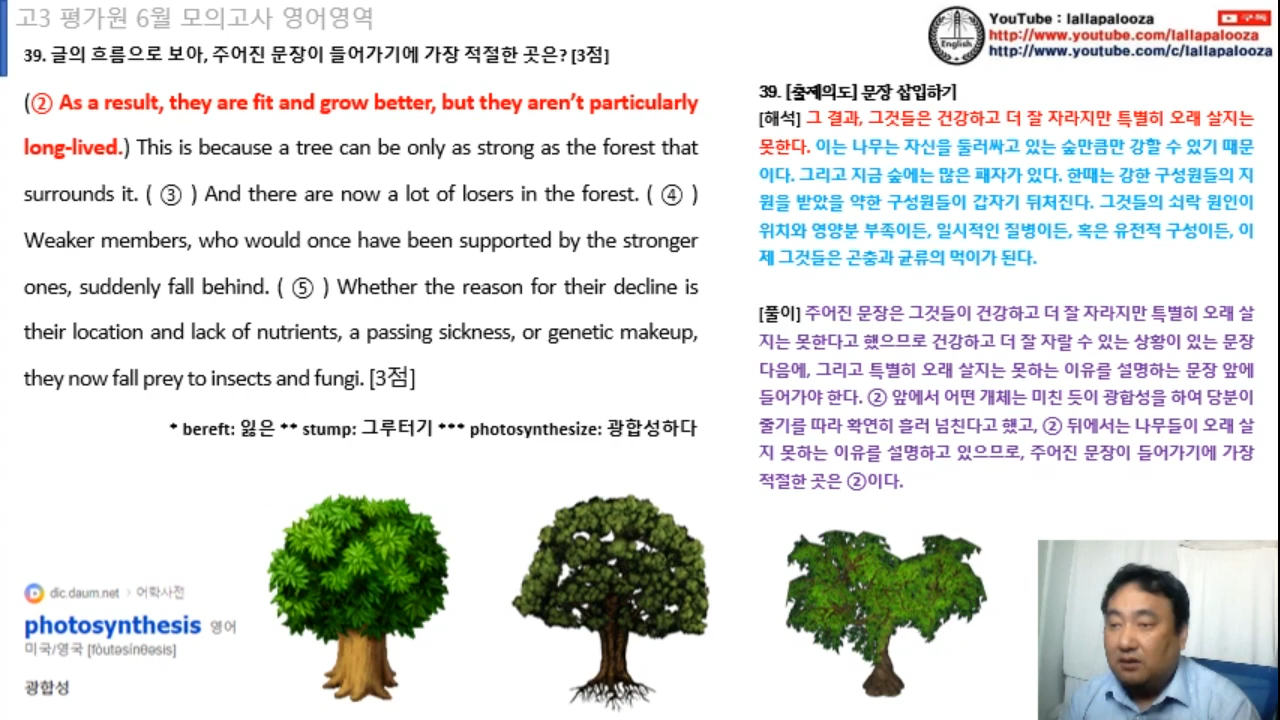 고3 평가원 6월 모의고사 영어영역
YouTube : lallapalooza
구독
http://www.youtube.com/lallapalooza
http://www.youtube.com/c/lallapalooza
English
39. 글의 흐름으로 보아, 주어진 문장이 들어가기에 가장 적절한 곳은? [3점]
(② As a result, they are fit and grow better, but they aren’t particularly
long-lived.) This is because a tree can be only as strong as the forest that
surrounds it. ( ③ ) And there are now a lot of losers in the forest. ( ④ )
Weaker members, who would once have been supported by the stronger
ones, suddenly fall behind. ( ⑤ ) Whether the reason for their decline is
their location and lack of nutrients, a passing sickness, or genetic makeup,
they now fall prey to insects and fungi. [3점]
* bereft: 잃은 ** stump: 그루터기 *** photosynthesize: 광합성하다
39. [출제의도] 문장 삽입하기
[해석] 그 결과, 그것들은 건강하고 더 잘 자라지만 특별히 오래 살지는
못한다. 이는 나무는 자신을 둘러싸고 있는 숲만큼만 강할 수 있기 때문
이다. 그리고 지금 숲에는 많은 패자가 있다. 한때는 강한 구성원들의 지
원을 받았을 약한 구성원들이 갑자기 뒤처진다. 그것들의 쇠락 원인이
위치와 영양분 부족이든, 일시적인 질병이든, 혹은 유전적 구성이든, 이
제 그것들은 곤충과 균류의 먹이가 된다.
[풀이] 주어진 문장은 그것들이 건강하고 더 잘 자라지만 특별히 오래 살
지는 못한다고 했으므로 건강하고 더 잘 자랄 수 있는 상황이 있는 문장
다음에, 그리고 특별히 오래 살지는 못하는 이유를 설명하는 문장 앞에
들어가야 한다. ② 앞에서 어떤 개체는 미친 듯이 광합성을 하여 당분이
줄기를 따라 확연히 흘러 넘친다고 했고, ② 뒤에서는 나무들이 오래 살
지 못하는 이유를 설명하고 있으므로, 주어진 문장이 들어가기에 가장
적절한 곳은 ②이다.
dic.daum.net › 어학사전
photosynthesis 영어
미국/영국 [fòutəsínθəsis]
광합성